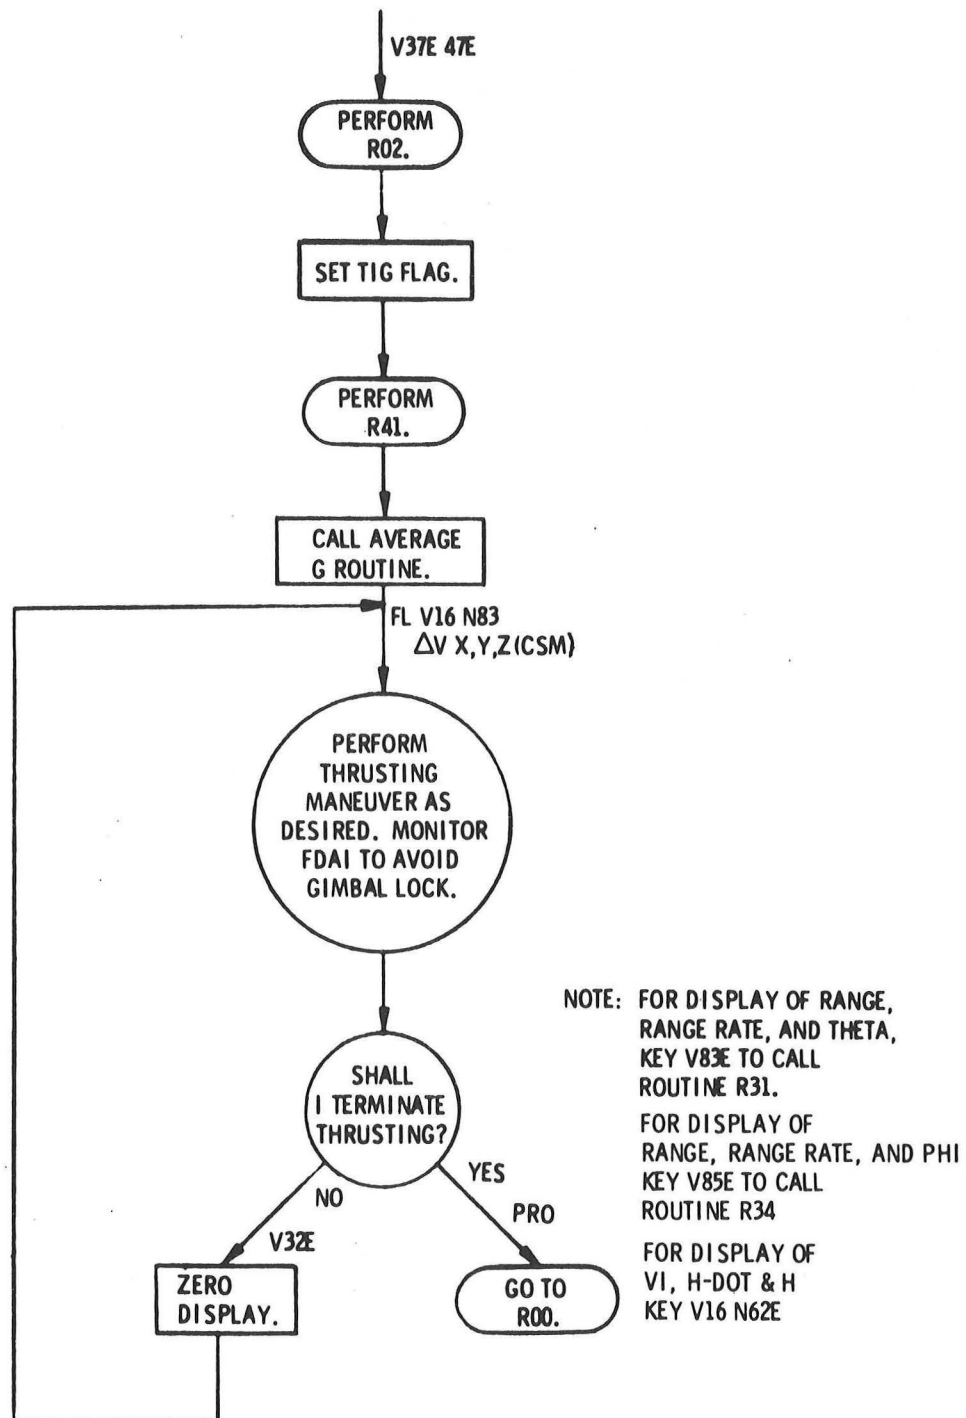 V37E 47E
PERFORM
R02.
SET TIG FLAG.
PERFORM
R41.
CALL AVERAGE
G ROUTINE.
FL V16 N83
ΔV X,Y,Z(CSM)
PERFORM
THRUSTING
MANEUVER AS
DESIRED. MONITOR
FDAI TO AVOID
GIMBAL LOCK.
SHALL
I TERMINATE
THRUSTING?
NO
V32E
YES
PRO
ZERO
DISPLAY.
GO TO
R00.
NOTE: FOR DISPLAY OF RANGE,
RANGE RATE, AND THETA,
KEY V83E TO CALL
ROUTINE R31.
FOR DISPLAY OF
RANGE, RANGE RATE, AND PHI
KEY V85E TO CALL
ROUTINE R34
FOR DISPLAY OF
VI, H-DOT & H
KEY V16 N62E